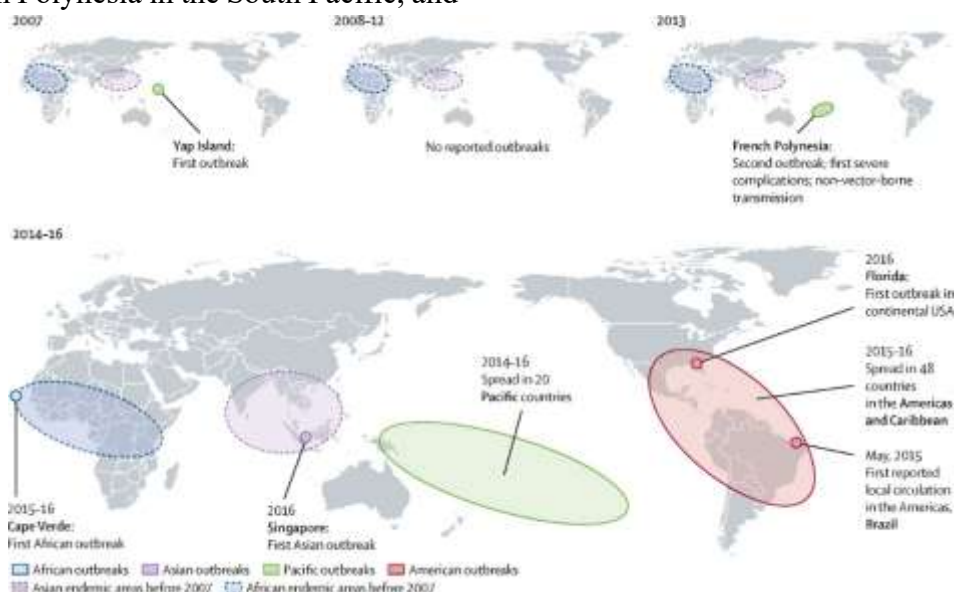 Polynesia in the South Pacific, and
2007
2008-12
2013
Yap Island:
First outbreak
No reported outbreaks
French Polynesia:
Second outbreak; first severe
complications; non-vector-borne
transmission
2014-16
2016
Florida:
First outbreak in
continental USA
2014-16
Spread in 20
Pacific countries
2015-16
Spread in 48
countries
in the Americas
and Caribbean
May, 2015
First reported
local circulation
in the Americas,
Brazil
2015-16
Cape Verde:
First African outbreak
2016
Singapore:
First Asian outbreak
African outbreaks Asian outbreaks Pacific outbreaks American outbreaks
Asian endemic areas before 2007 African endemic areas before 2007